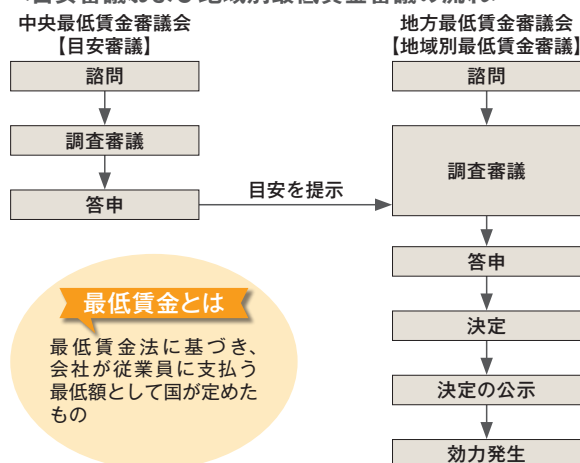 中央最低賃金審議会
【目安審議】
諮問
調査審議
答申
目安を提示
地方最低賃金審議会
【地域別最低賃金審議】
諮問
調査審議
答申
決定
決定の公示
効力発生
最低賃金とは
最低賃金法に基づき、
会社が従業員に支払う
最低額として国が定めた
もの